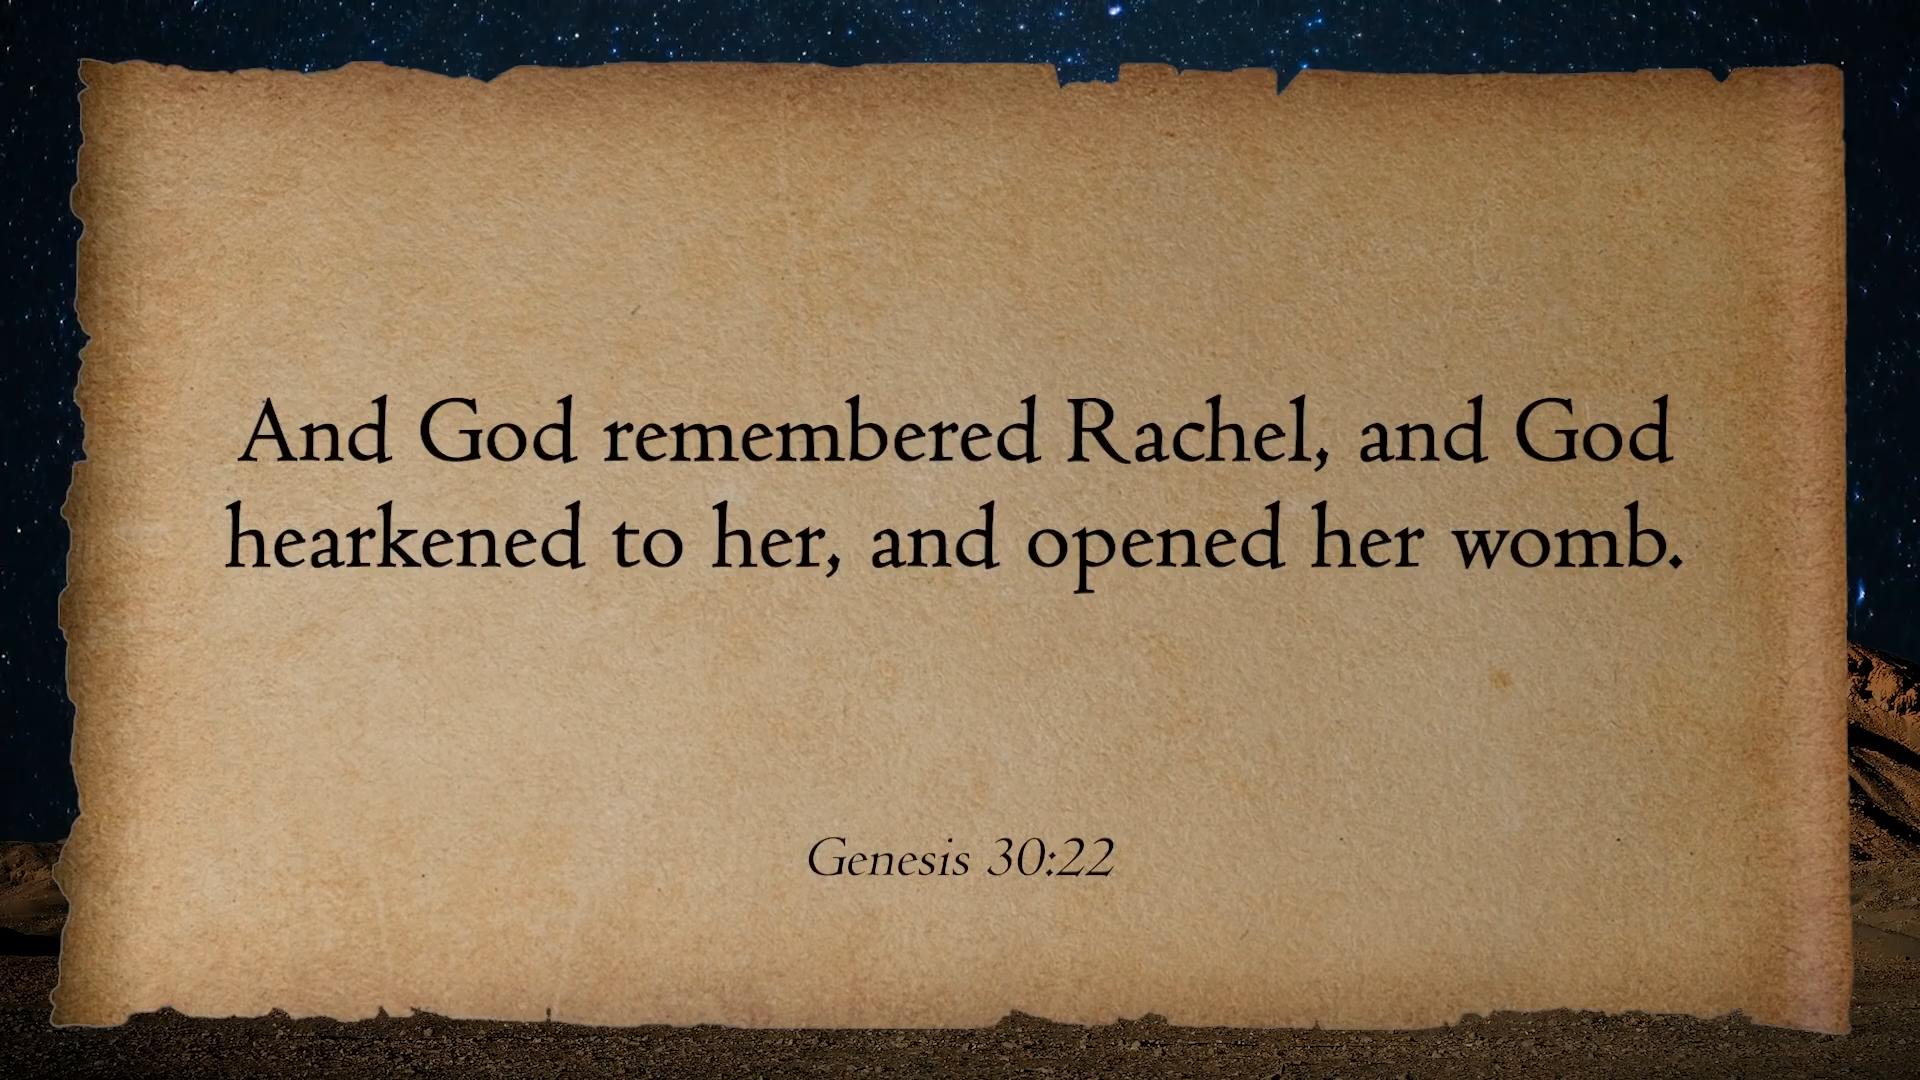 And God remembered Rachel, and God
hearkened to her, and opened her womb.
Genesis 30:22